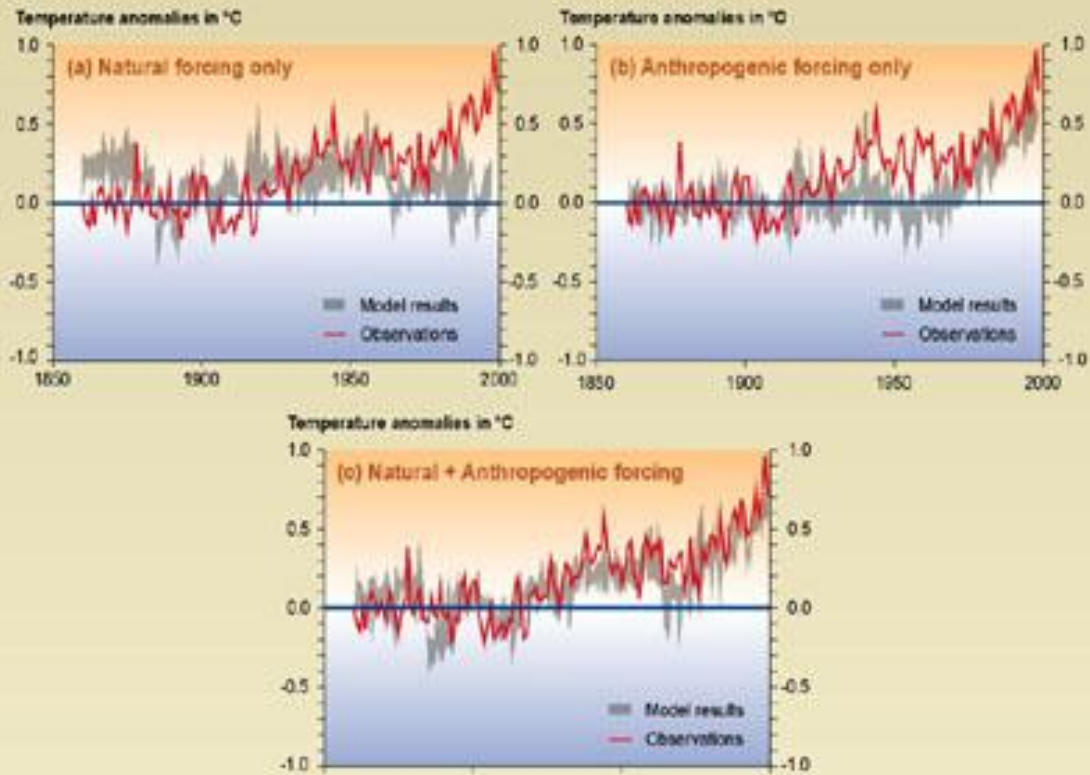 Temperature anomalies in °C
1.0
0.5
0.0
-0.5
-1.0
(a) Natural forcing only
Model results
Observations
1.0
0.5
0.0
-0.5
-1.0
1850 1900 1950 2000
Temperature anomalies in °C
1.0
0.5
0.0
-0.5
-1.0
(b) Anthropogenic forcing only
Model results
Observations
1.0
0.5
0.0
-0.5
-1.0
1850 1900 1950 2000
Temperature anomalies in °C
1.0
0.5
0.0
-0.5
-1.0
(c) Natural + Anthropogenic forcing
Model results
Observations
1.0
0.5
0.0
-0.5
-1.0